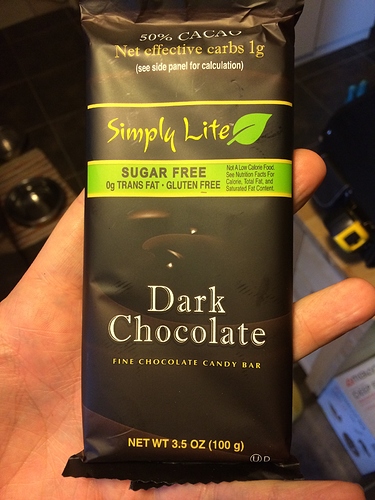 50% CACAO
Net effective carbs 1g
(see side panel for calculation)
Simply Lite™
SUGAR FREE
0g TRANS FAT • GLUTEN FREE
Not A Low Calorie Food.
See Nutrition Facts For
Calorie, Total Fat, and
Saturated Fat Content.
Dark
Chocolate
FINE CHOCOLATE CANDY BAR
NET WT 3.5 OZ (100 g)
U D